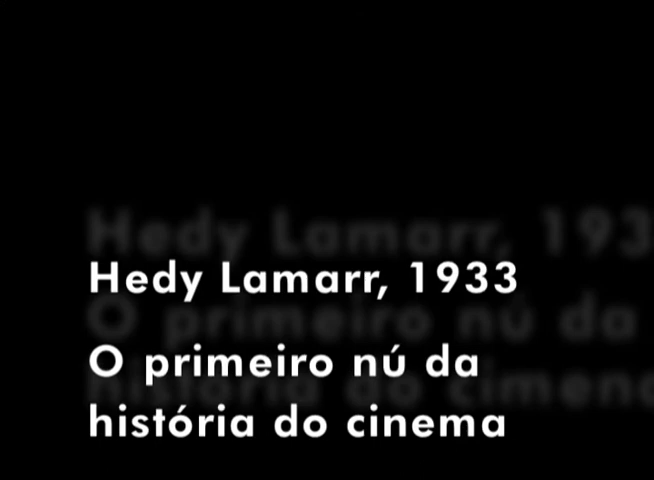 Hedy Lamarr, 1933
O primeiro nú da
história do cinema